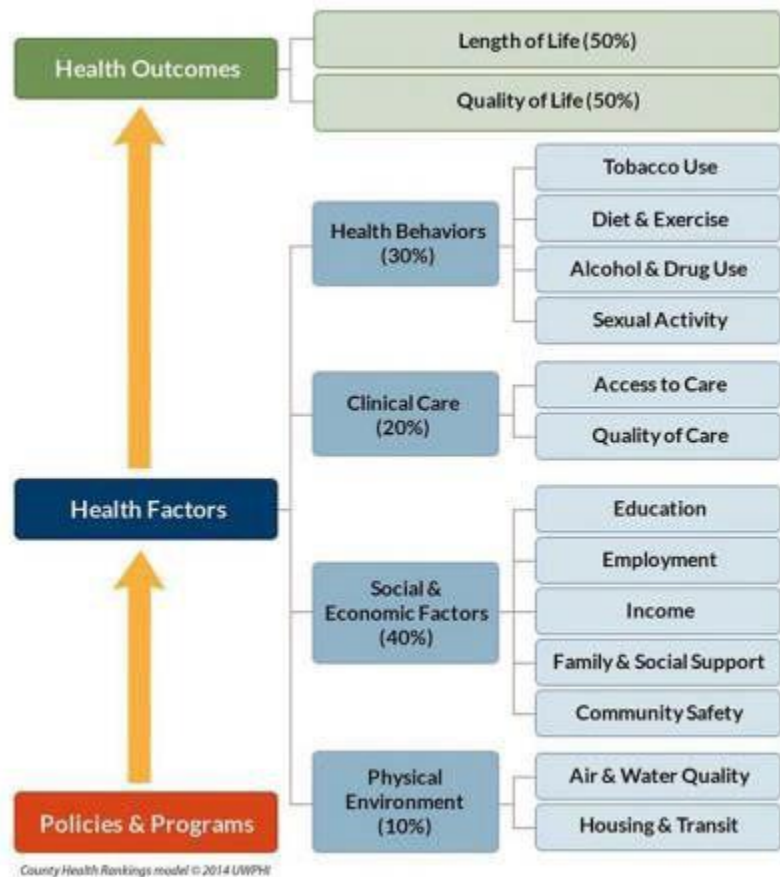 Health Outcomes
Length of Life (50%)
Quality of Life (50%)
Health Factors
Health Behaviors
(30%)
Tobacco Use
Diet & Exercise
Alcohol & Drug Use
Sexual Activity
Clinical Care
(20%)
Access to Care
Quality of Care
Social &
Economic Factors
(40%)
Education
Employment
Income
Family & Social Support
Community Safety
Physical
Environment
(10%)
Air & Water Quality
Housing & Transit
Policies & Programs
County Health Rankings model © 2014 UWPHI